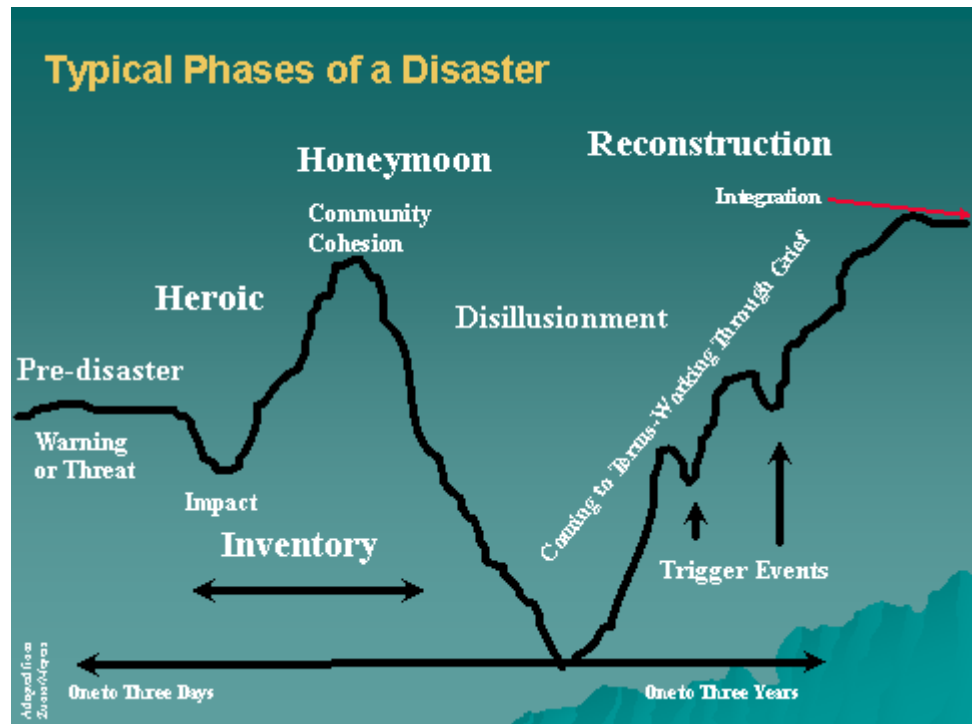 Typical Phases of a Disaster
Honeymoon
Community
Cohesion
Reconstruction
Integration
Heroic
Disillusionment
Pre-disaster
Warning
or Threat
Impact
Inventory
Coming to Terms-Working Through Grief
Trigger Events
One to Three Days
One to Three Years